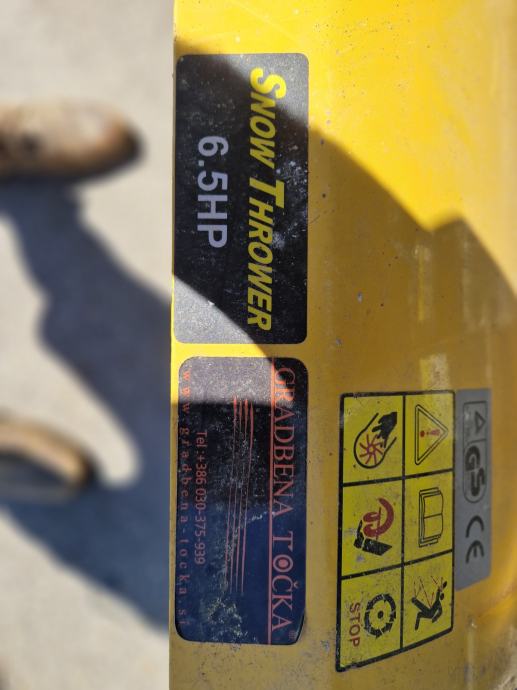 SNOW THROWER
6.5HP
GRADBENA TOČKA®
Tel.:+386 030-375-939
www.gradbena-tocka.si
GS CE
STOP